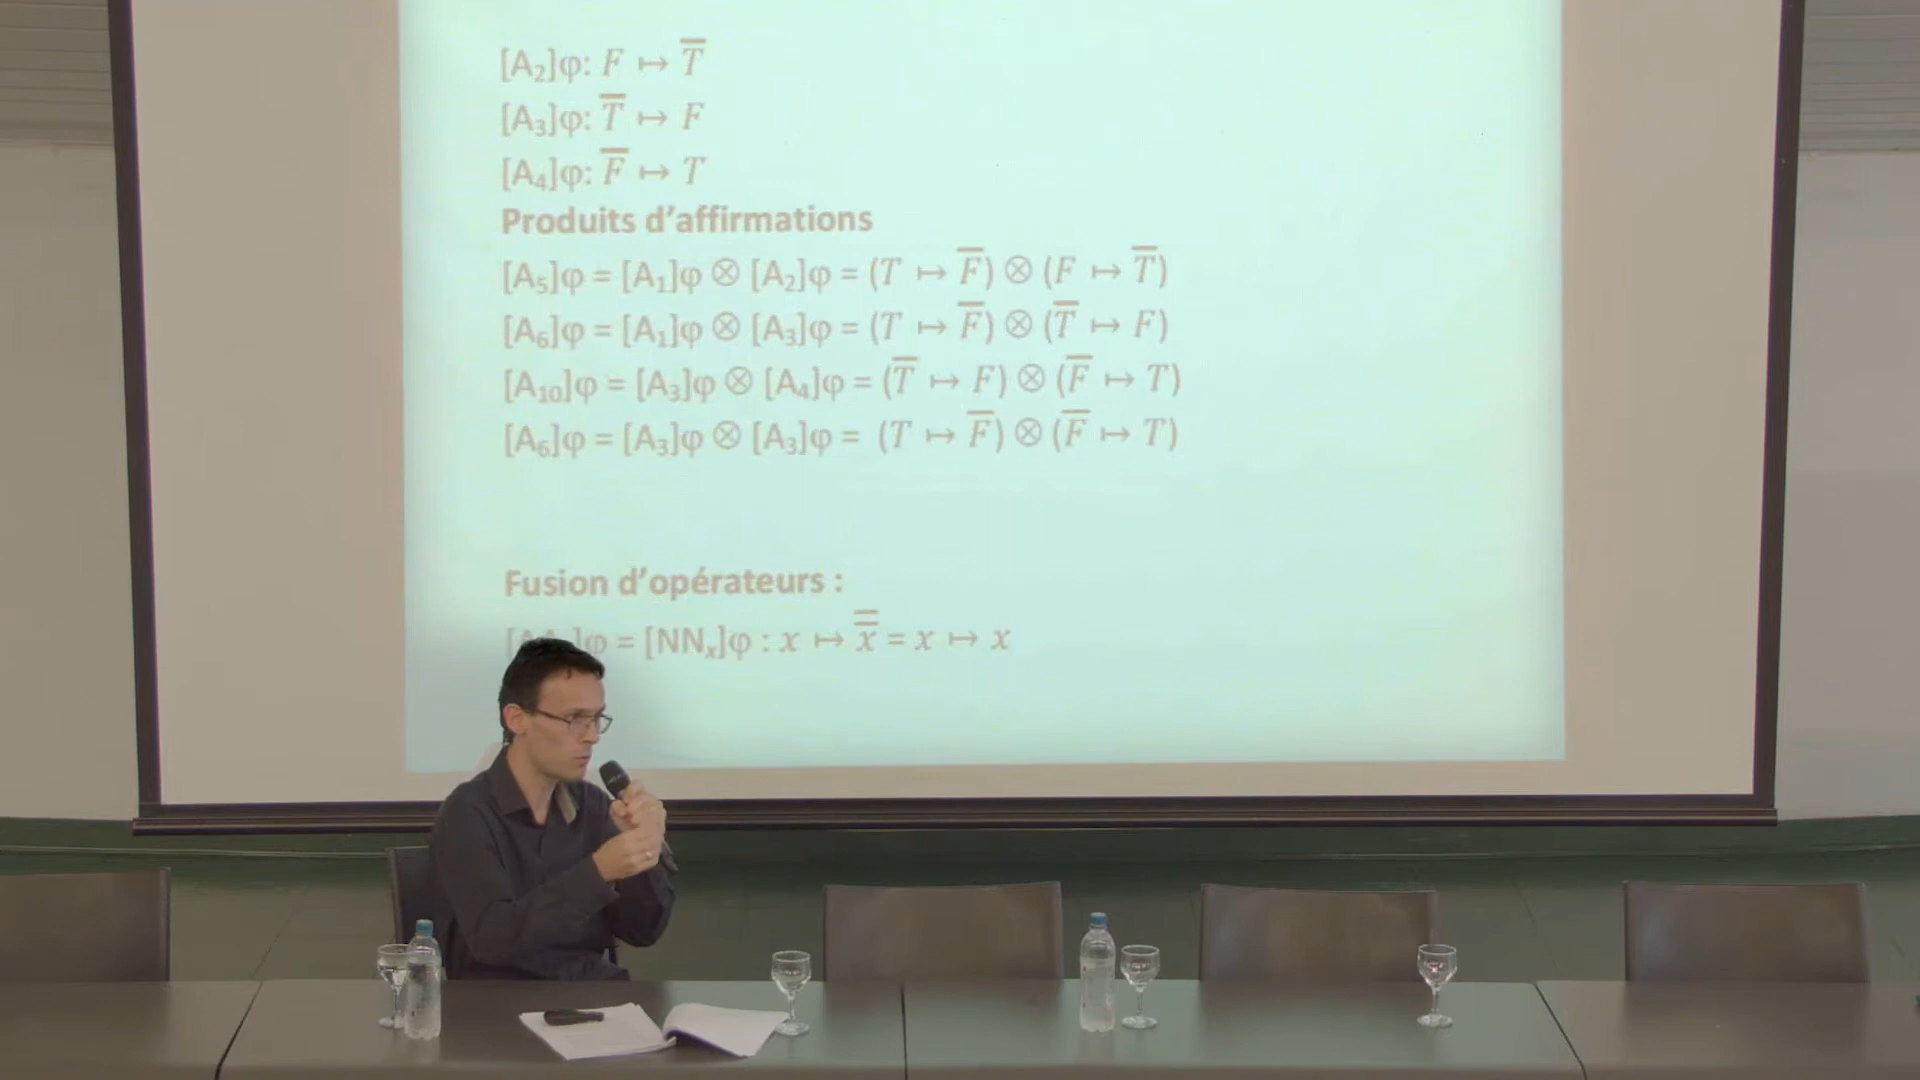 [A₂]φ: F ↦ T̅
[A₃]φ: T̅ ↦ F
[A₄]φ: F̅ ↦ T
Produits d’affirmations
[A₅]φ = [A₁]φ ⊗ [A₂]φ = (T ↦ F̅) ⊗ (F ↦ T̅)
[A₆]φ = [A₁]φ ⊗ [A₃]φ = (T ↦ F̅) ⊗ (T̅ ↦ F)
[A₁₀]φ = [A₃]φ ⊗ [A₄]φ = (T̅ ↦ F) ⊗ (F̅ ↦ T)
[A₆]φ = [A₃]φ ⊗ [A₃]φ = (T ↦ F̅) ⊗ (F̅ ↦ T)
Fusion d’opérateurs :
]φ = [NNₓ]φ : x ↦ x̿ = x ↦ x